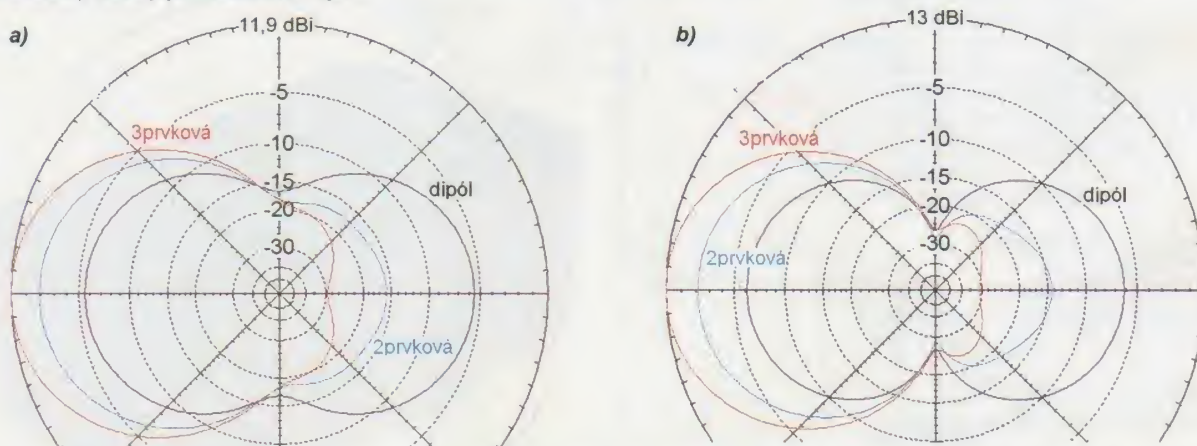 a)
11,9 dBi
-5
-10
-15
-20
-30
3prvková
dipól
2prvková
b)
13 dBi
-5
-10
-15
-20
-30
3prvková
dipól
2prvková